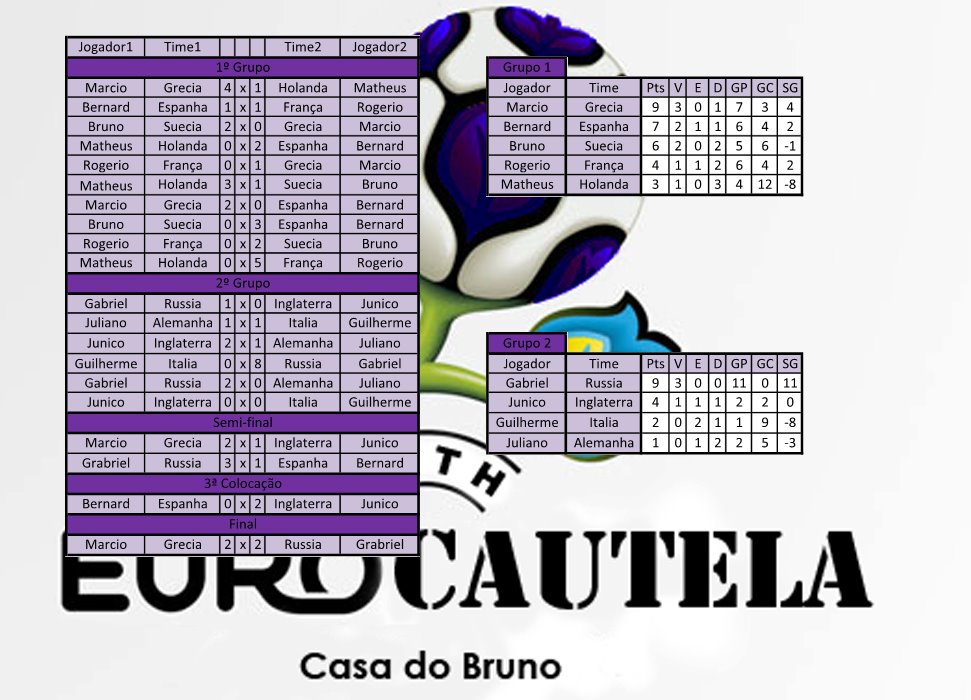 Jogador1 Time1 Time2 Jogador2
1º Grupo
Marcio Grecia 4 x 1 Holanda Matheus
Bernard Espanha 1 x 1 França Rogerio
Bruno Suecia 2 x 0 Grecia Marcio
Matheus Holanda 0 x 2 Espanha Bernard
Rogerio França 0 x 1 Grecia Marcio
Matheus Holanda 3 x 1 Suecia Bruno
Marcio Grecia 2 x 0 Espanha Bernard
Bruno Suecia 0 x 3 Espanha Bernard
Rogerio França 0 x 2 Suecia Bruno
Matheus Holanda 0 x 5 França Rogerio
2º Grupo
Gabriel Russia 1 x 0 Inglaterra Junico
Juliano Alemanha 1 x 1 Italia Guilherme
Junico Inglaterra 2 x 1 Alemanha Juliano
Guilherme Italia 0 x 8 Russia Gabriel
Gabriel Russia 2 x 0 Alemanha Juliano
Junico Inglaterra 0 x 0 Italia Guilherme
Semi-final
Marcio Grecia 2 x 1 Inglaterra Junico
Grabriel Russia 3 x 1 Espanha Bernard
3ª Colocação
Bernard Espanha 0 x 2 Inglaterra Junico
Final
Marcio Grecia 2 x 2 Russia Grabriel
Grupo 1
Jogador Time Pts V E D GP GC SG
Marcio Grecia 9 3 0 1 7 3 4
Bernard Espanha 7 2 1 1 6 4 2
Bruno Suecia 6 2 0 2 5 6 -1
Rogerio França 4 1 1 2 6 4 2
Matheus Holanda 3 1 0 3 4 12 -8
Grupo 2
Jogador Time Pts V E D GP GC SG
Gabriel Russia 9 3 0 0 11 0 11
Junico Inglaterra 4 1 1 1 2 2 0
Guilherme Italia 2 0 2 1 1 9 -8
Juliano Alemanha 1 0 1 2 2 5 -3
TH
EUROCAUTELA
Casa do Bruno